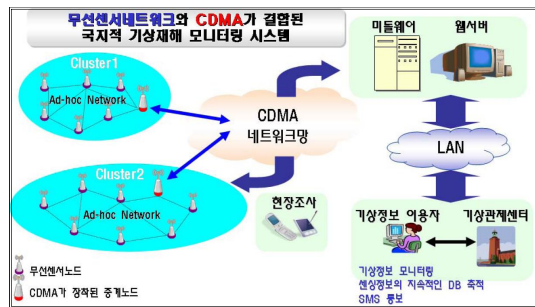 무선센서네트워크와 CDMA가 결합된
국지적 기상재해 모니터링 시스템
Cluster1
Ad-hoc Network
CDMA
네트워크망
미들웨어
웹서버
LAN
Cluster2
Ad-hoc Network
현장조사
기상정보 이용자
기상관제센터
기상정보 모니터링
센싱정보의 지속적인 DB 축적
SMS 통보
무선센서노드
CDMA가 장착된 중계노드